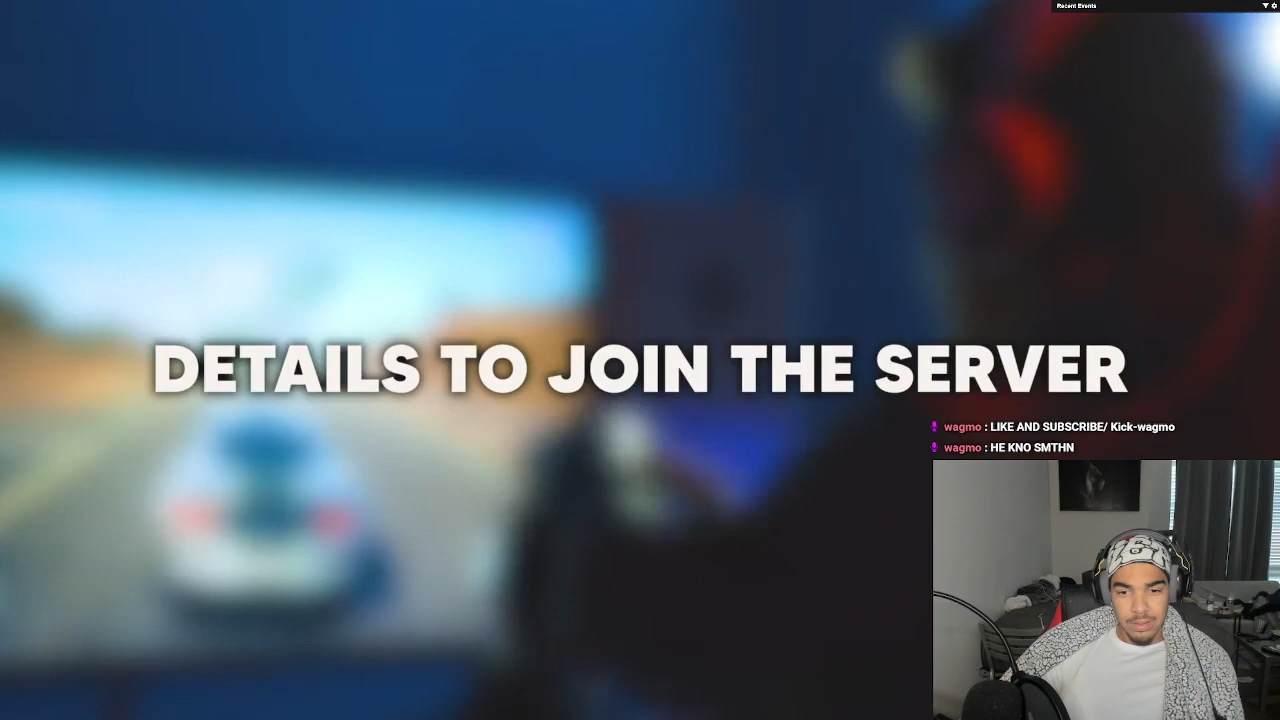 Recent Events
DETAILS TO JOIN THE SERVER
wagmo : LIKE AND SUBSCRIBE/ Kick-wagmo
wagmo : HE KNO SMTHN